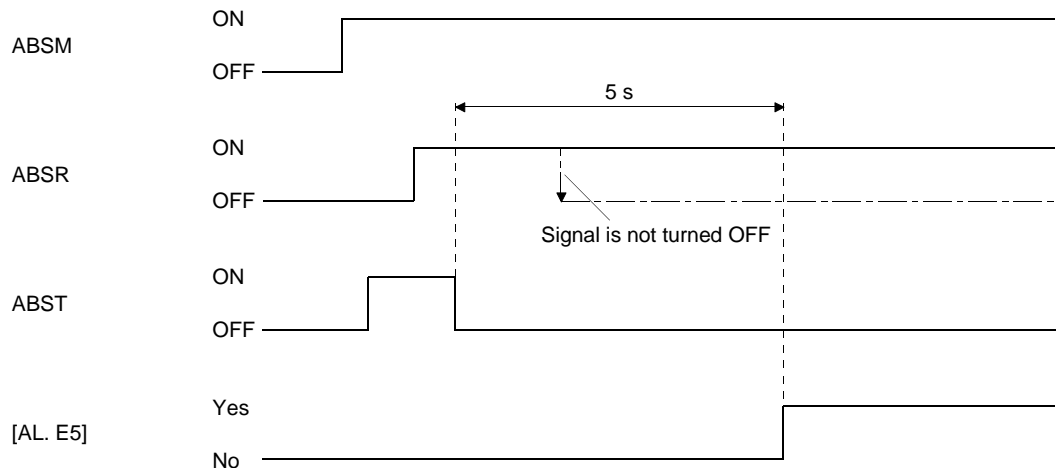 ABSM
ON
OFF
5 s
ABSR
ON
OFF
Signal is not turned OFF
ABST
ON
OFF
[AL. E5]
Yes
No